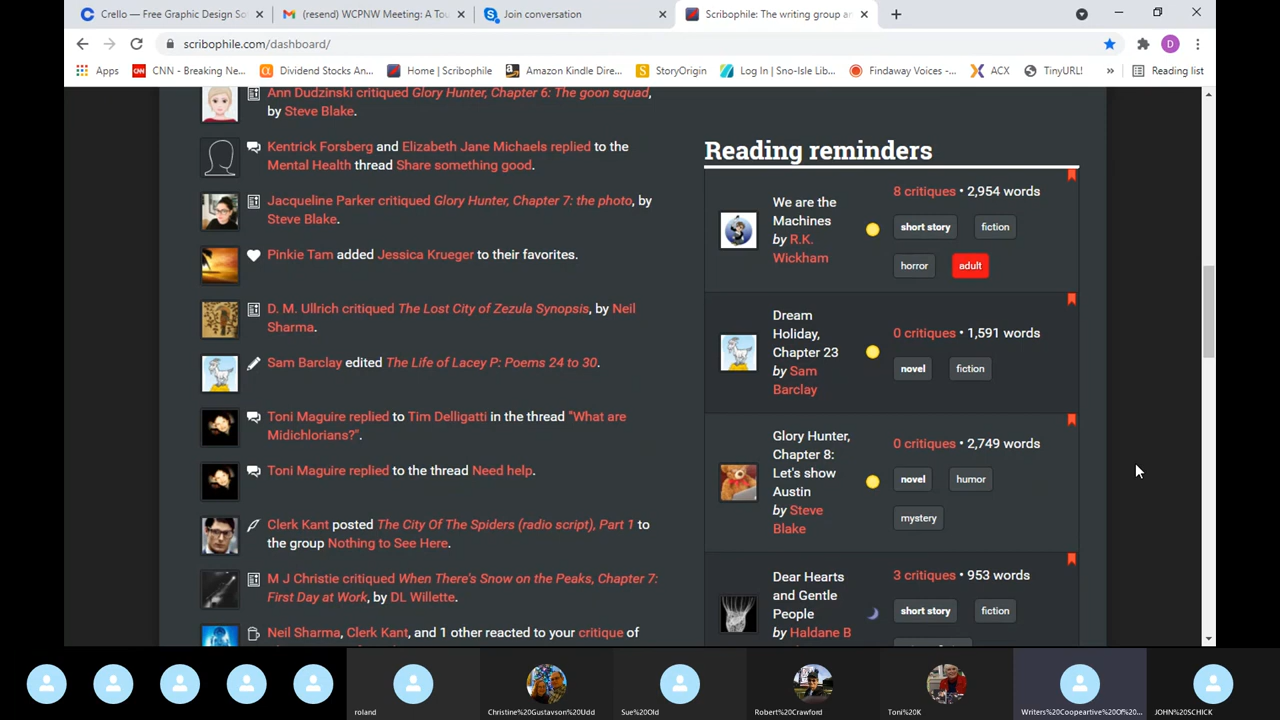 Crello — Free Graphic Design So
(resend) WCPNW Meeting: A Tou
Join conversation
Scribophile: The writing group an
scribophile.com/dashboard/
D
Apps
CNN - Breaking Ne...
Dividend Stocks An...
Home | Scribophile
Amazon Kindle Dire...
StoryOrigin
Log In | Sno-Isle Lib...
Findaway Voices -...
ACX
TinyURL!
»
Reading list
Ann Dudzinski critiqued Glory Hunter, Chapter 6: The goon squad,
by Steve Blake.
Kentrick Forsberg and Elizabeth Jane Michaels replied to the
Mental Health thread Share something good.
Jacqueline Parker critiqued Glory Hunter, Chapter 7: the photo, by
Steve Blake.
Pinkie Tam added Jessica Krueger to their favorites.
D. M. Ullrich critiqued The Lost City of Zezula Synopsis, by Neil
Sharma.
Sam Barclay edited The Life of Lacey P: Poems 24 to 30.
Toni Maguire replied to Tim Delligatti in the thread "What are
Midichlorians?".
Toni Maguire replied to the thread Need help.
Clerk Kant posted The City Of The Spiders (radio script), Part 1 to
the group Nothing to See Here.
M J Christie critiqued When There's Snow on the Peaks, Chapter 7:
First Day at Work, by DL Willette.
Neil Sharma, Clerk Kant, and 1 other reacted to your critique of
Reading reminders
We are the
Machines
by R.K.
Wickham
8 critiques • 2,954 words
short story
fiction
horror
adult
Dream
Holiday,
Chapter 23
by Sam
Barclay
0 critiques • 1,591 words
novel
fiction
Glory Hunter,
Chapter 8:
Let's show
Austin
by Steve
Blake
0 critiques • 2,749 words
novel
humor
mystery
Dear Hearts
and Gentle
People
by Haldane B
3 critiques • 953 words
short story
fiction
roland
Christine%20Gustavson%20Udd
Sue%20Old
Robert%20Crawford
Toni%20K
Writers%20Coopeartive%20Of%20...
JOHN%20SCHICK